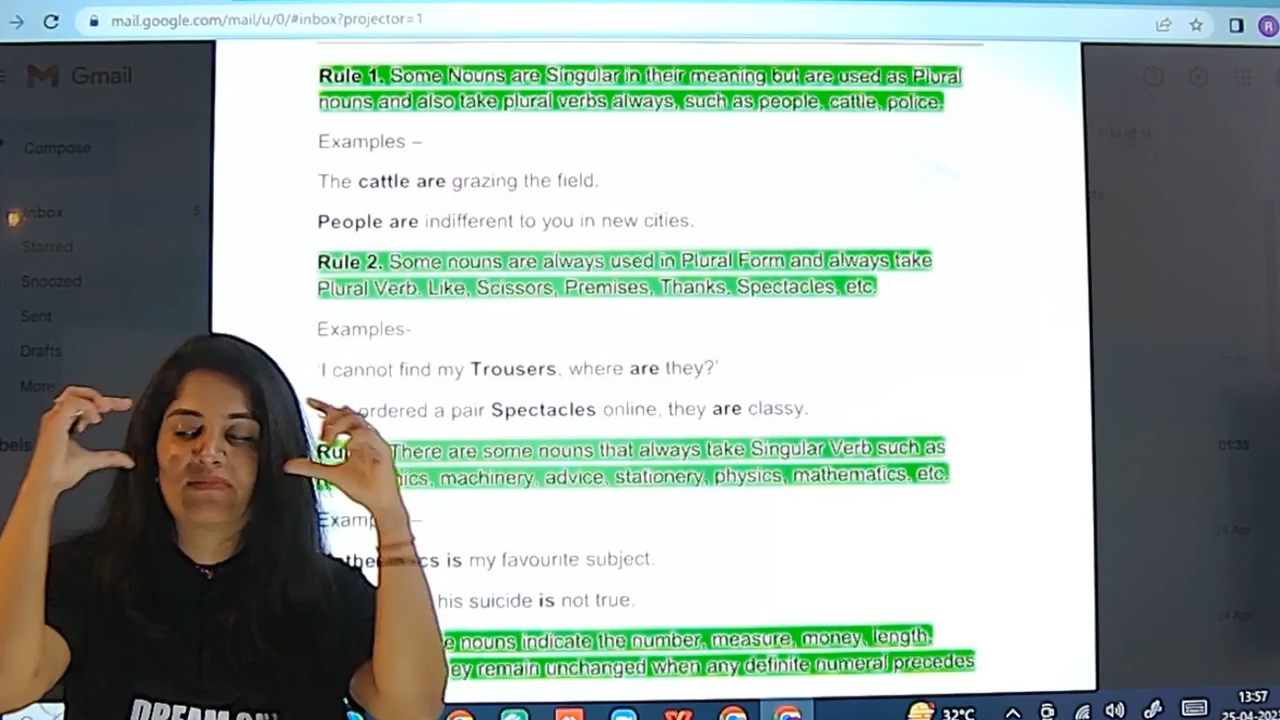 mail.google.com/mail/u/0/#inbox?projector=1
Gmail
Compose
Inbox 5
Starred
Snoozed
Sent
Drafts
More
Rule 1. Some Nouns are Singular in their meaning but are used as Plural
nouns and also take plural verbs always, such as people, cattle, police.
Examples –
The cattle are grazing the field.
People are indifferent to you in new cities.
Rule 2. Some nouns are always used in Plural Form and always take
Plural Verb. Like, Scissors, Premises, Thanks, Spectacles, etc.
Examples-
'I cannot find my Trousers, where are they?'
ordered a pair Spectacles online, they are classy.
There are some nouns that always take Singular Verb such as
machinery, advice, stationery, physics, mathematics, etc.
is my favourite subject.
his suicide is not true.
nouns indicate the number, measure, money, length,
remain unchanged when any definite numeral precedes
01:35
24 Apr
24 Apr
32°C
13:57